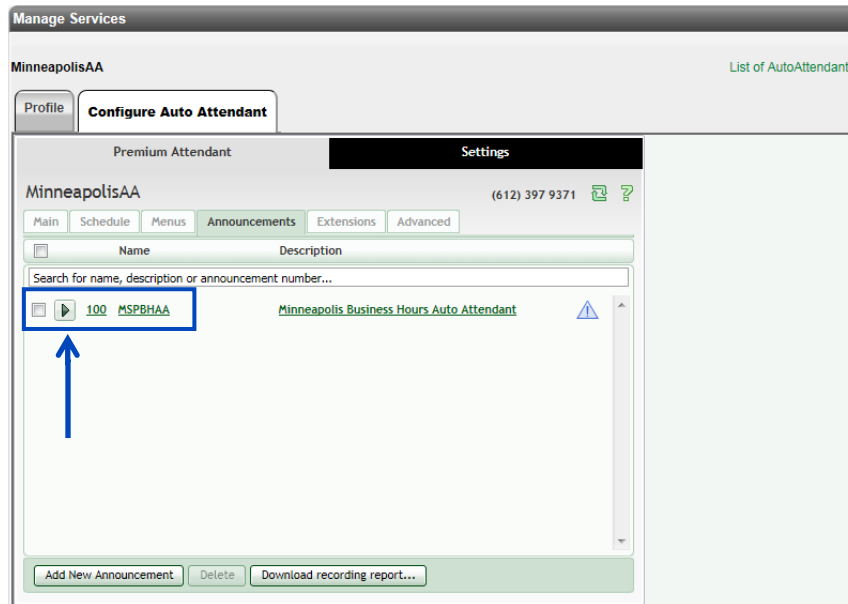 Manage Services
MinneapolisAA
List of AutoAttendant
Profile
Configure Auto Attendant
Premium Attendant
Settings
MinneapolisAA
(612) 397 9371
Main
Schedule
Menus
Announcements
Extensions
Advanced
Name
Description
Search for name, description or announcement number...
100 MSPBHAA
Minneapolis Business Hours Auto Attendant
Add New Announcement
Delete
Download recording report...